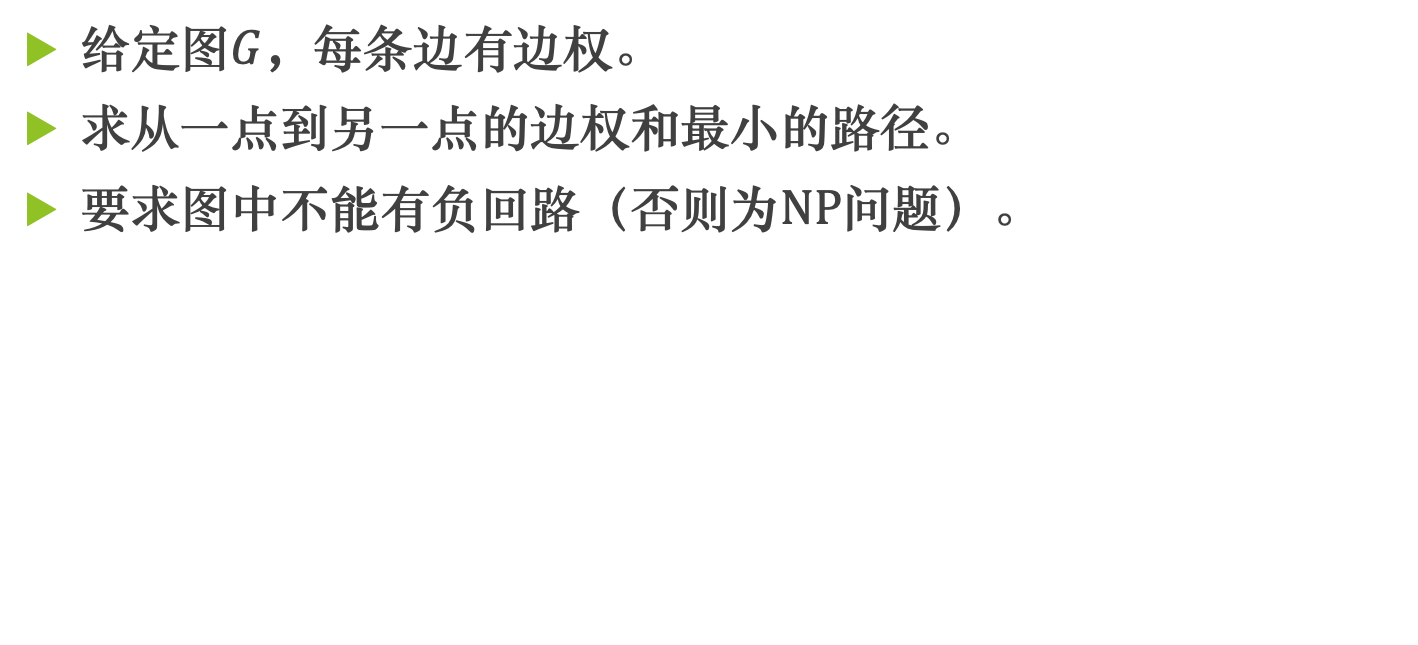 给定图G，每条边有边权。
求从一点到另一点的边权和最小的路径。
要求图中不能有负回路（否则为NP问题）。